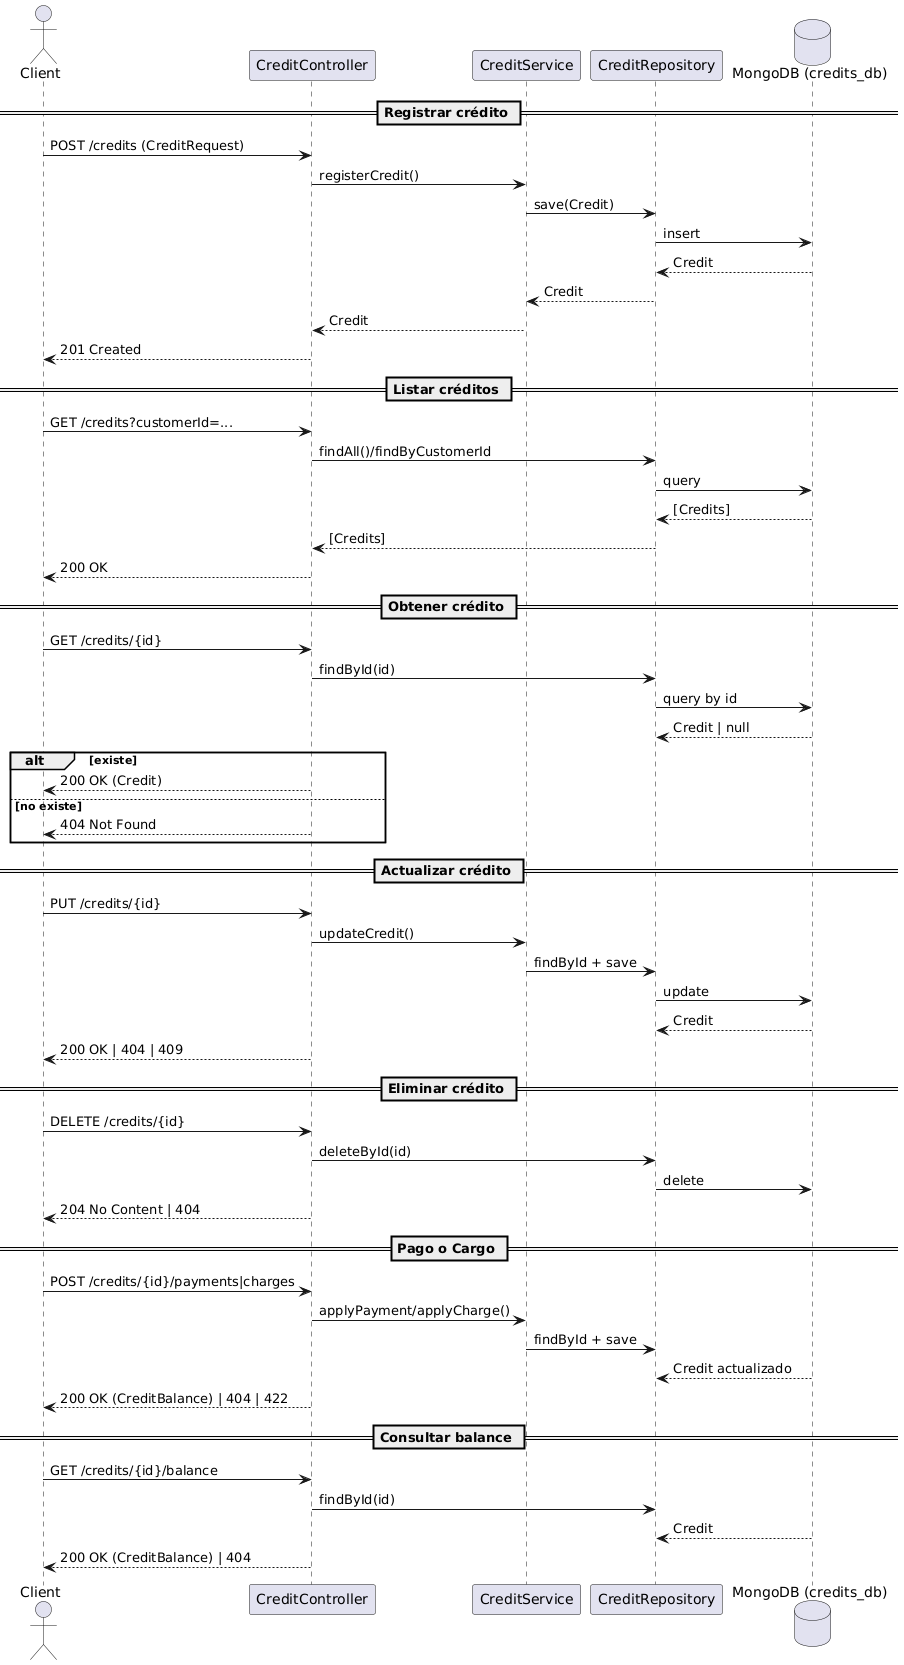 Client
CreditController
CreditService
CreditRepository
MongoDB (credits_db)
Registrar crédito
POST /credits (CreditRequest)
registerCredit()
save(Credit)
insert
Credit
Credit
Credit
201 Created
Listar créditos
GET /credits?customerId=...
findAll()/findByCustomerId
query
[Credits]
[Credits]
200 OK
Obtener crédito
GET /credits/{id}
findById(id)
query by id
Credit | null
alt
[existe]
200 OK (Credit)
[no existe]
404 Not Found
Actualizar crédito
PUT /credits/{id}
updateCredit()
findById + save
update
Credit
200 OK | 404 | 409
Eliminar crédito
DELETE /credits/{id}
deleteById(id)
delete
204 No Content | 404
Pago o Cargo
POST /credits/{id}/payments|charges
applyPayment/applyCharge()
findById + save
Credit actualizado
200 OK (CreditBalance) | 404 | 422
Consultar balance
GET /credits/{id}/balance
findById(id)
Credit
200 OK (CreditBalance) | 404
Client
CreditController
CreditService
CreditRepository
MongoDB (credits_db)